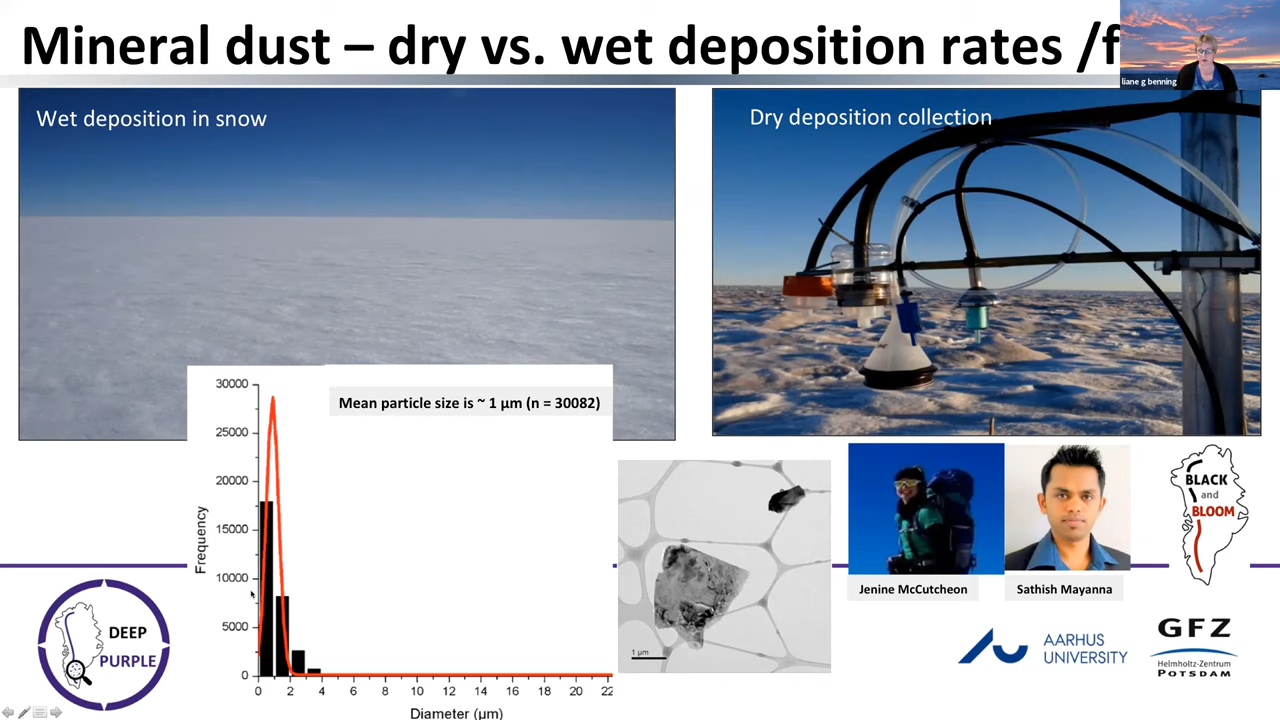 Mineral dust – dry vs. wet deposition rates /f
liane g benning
Wet deposition in snow
Dry deposition collection
Mean particle size is ~ 1 µm (n = 30082)
30000
25000
20000
15000
10000
5000
0
Frequency
0 2 4 6 8 10 12 14 16 18 20 22
Diameter (µm)
1 µm
Jenine McCutcheon
Sathish Mayanna
BLACK
and
BLOOM
DEEP
PURPLE
AARHUS
UNIVERSITY
GFZ
Helmholtz-Zentrum
POTSDAM